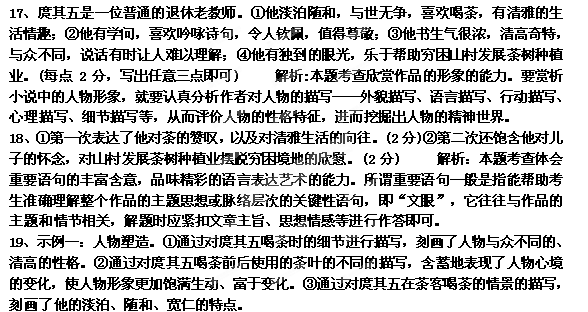 17、度其五是一位普通的退休老教师。①他淡泊随和，与世无争，喜欢喝茶，有清雅的生
活情趣；②他有学问，喜欢吟咏诗句，令人钦佩，值得尊敬；③他书生气很浓，清高奇特，
与众不同，说话有时让人难以理解；④他有独到的眼光，乐于帮助穷困山村发展茶树种植
业。(每点 2 分，写出任意三点即可)    解析:本题考查欣赏作品的形象的能力。要赏析
小说中的人物形象，就要认真分析作者对人物的描写——外貌描写、语言描写、行动描写、
心理描写、细节描写等，从而评价人物的性格特征，进而挖掘出人物的精神世界。
18、①第一次表达了他对茶的赞叹，以及对清雅生活的向往。(2 分)②第二次还饱含他对儿
子的怀念，对山村发展茶树种植业摆脱穷困境地的欣慰。(2 分)    解析：本题考查体会
重要语句的丰富含意，品味精彩的语言表达艺术的能力。所谓重要语句一般是指能帮助考
生准确理解整个作品的主题思想或脉络层次的关键性语句，即“文眼”，它往往与作品的
主题和情节相关，解题时应紧扣文章主旨、思想情感等进行作答即可。
19、示例一：人物塑造。①通过对度其五喝茶时的细节进行描写，刻画了人物与众不同的、
清高的性格。②通过对度其五喝茶前后使用的茶叶的不同的描写，含蓄地表现了人物心境
的变化，使人物形象更加饱满生动、富于变化。③通过对度其五在茶客喝茶的情景的描写，
刻画了他的淡泊、随和、宽仁的特点。